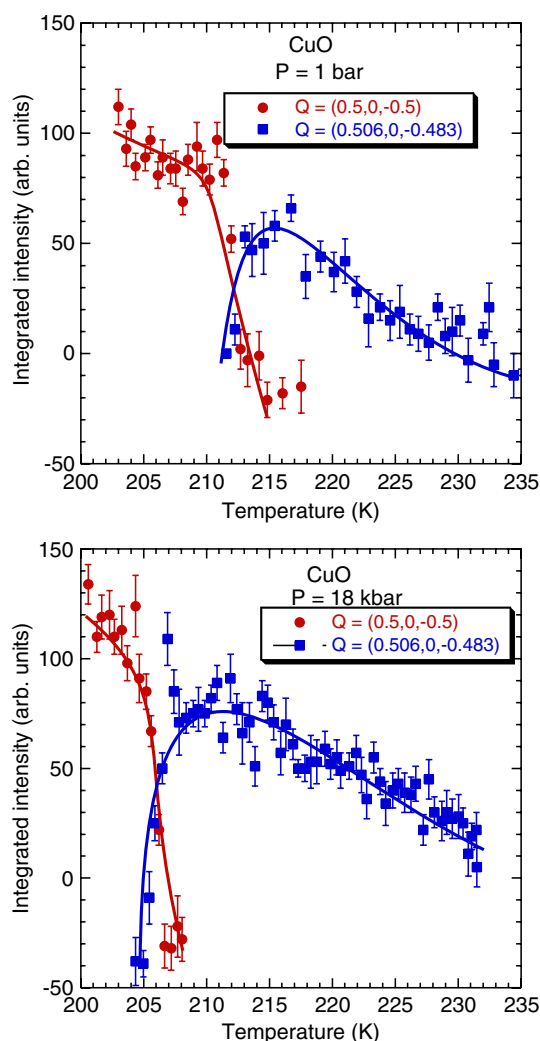 150
CuO
P = 1 bar
Q = (0.5,0,-0.5)
Q = (0.506,0,-0.483)
100
50
0
-50
Integrated intensity (arb. units)
200 205 210 215 220 225 230 235
Temperature (K)
150
CuO
P = 18 kbar
Q = (0.5,0,-0.5)
- Q = (0.506,0,-0.483)
100
50
0
-50
Integrated intensity (arb. units)
200 205 210 215 220 225 230 235
Temperature (K)